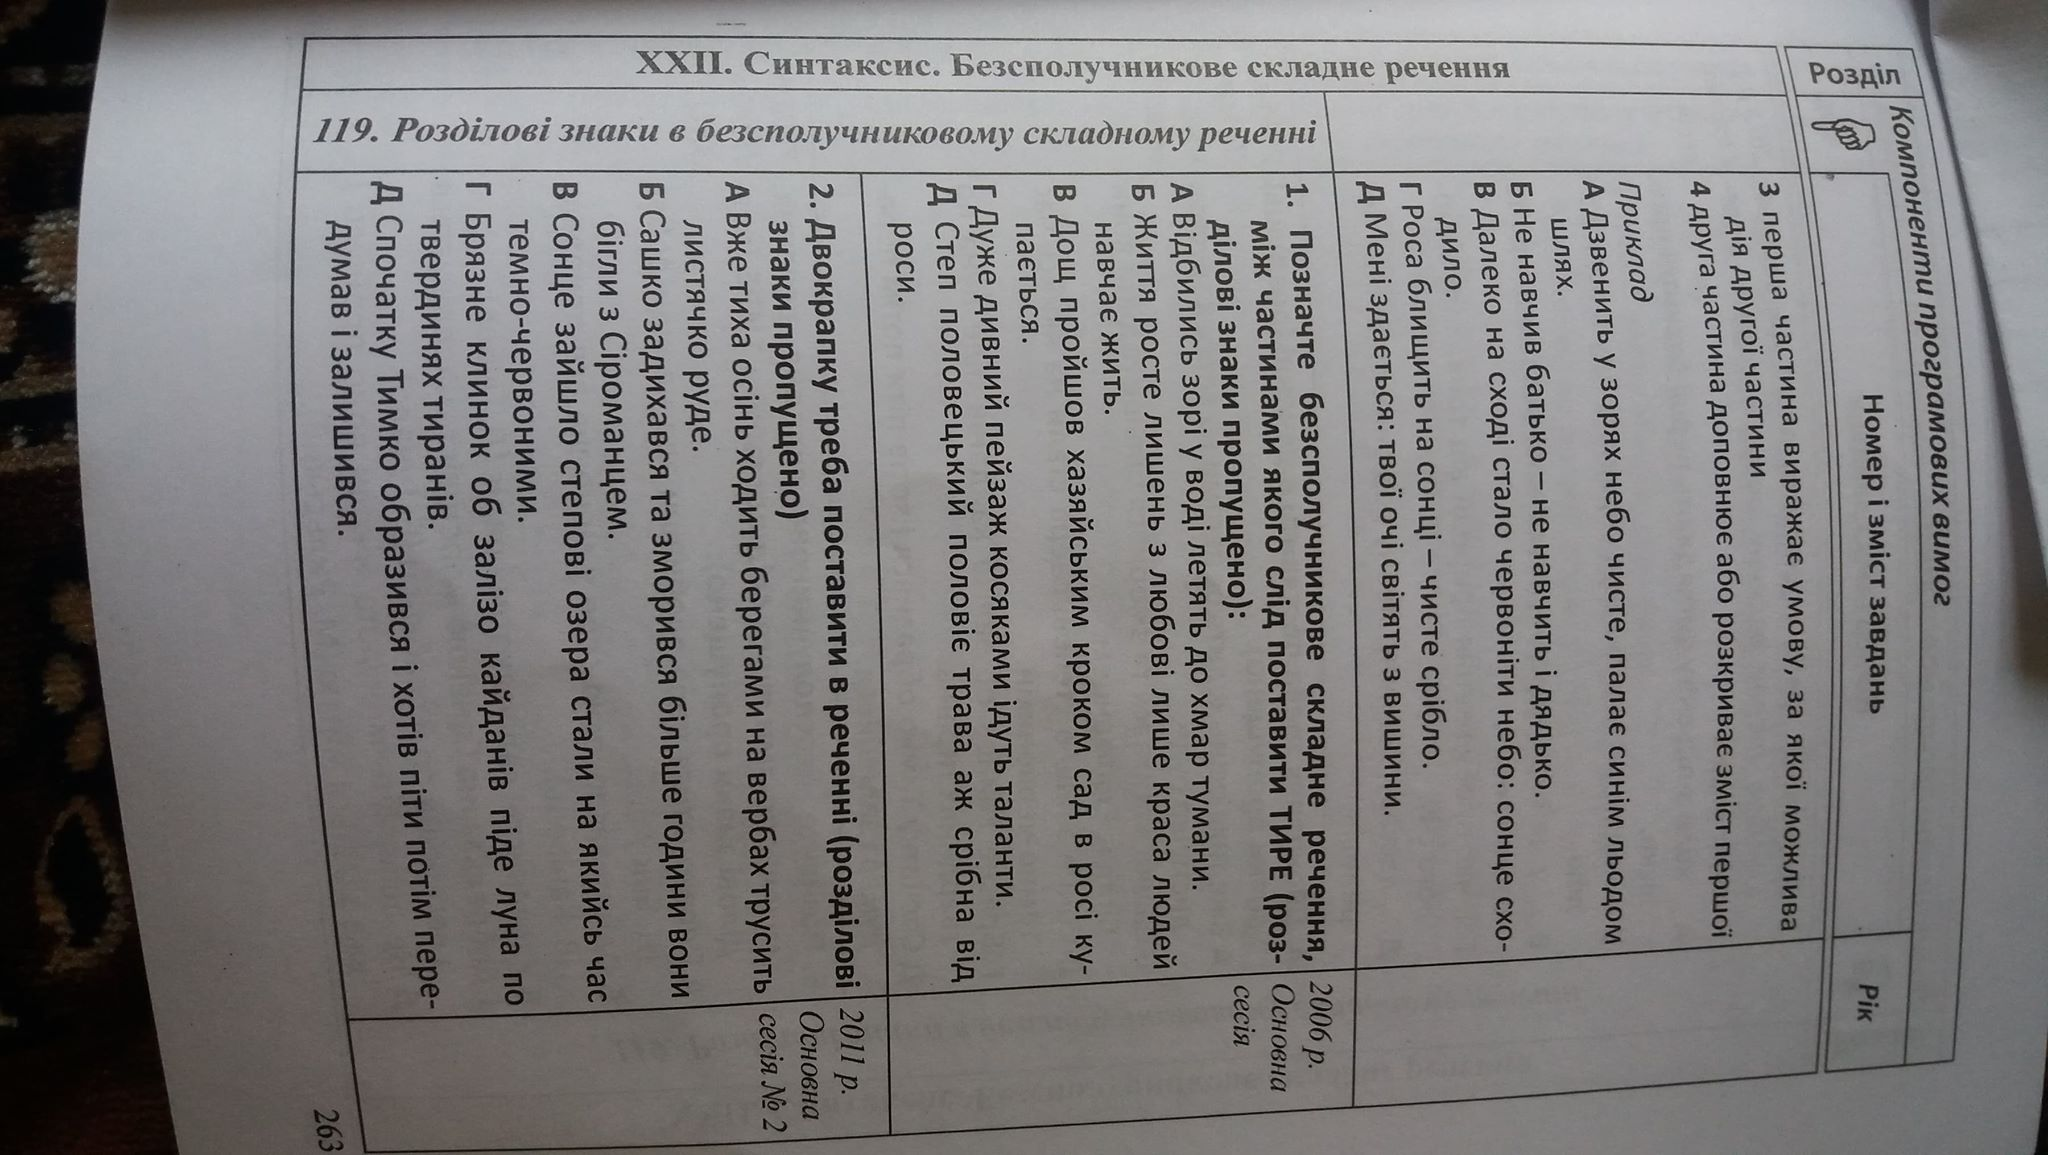 Компоненти програмових вимог
Розділ
Номер і зміст завдань
Рік
XXII. Синтаксис. Безсполучникове складне речення
3 перша частина виражає умову, за якої можлива
дія другої частини
4 друга частина доповнює або розкриває зміст першої
Приклад
А Дзвенить у зорях небо чисте, палає синім льодом
шлях.
Б Не навчив батько – не навчить і дядько.
В Далеко на сході стало червоніти небо: сонце схо-
дило.
Г Роса блищить на сонці – чисте срібло.
Д Мені здається: твої очі світять з вишини.
119. Розділові знаки в безсполучниковому складному реченні
1. Позначте безсполучникове складне речення,
між частинами якого слід поставити ТИРЕ (роз-
ділові знаки пропущено):
А Відбились зорі у воді летять до хмар тумани.
Б Життя росте лишень з любові лише краса людей
навчає жить.
В Дощ пройшов хазяйським кроком сад в росі ку-
пається.
Г Дуже дивний пейзаж косяками ідуть таланти.
Д Степ половецький половіє трава аж срібна від
роси.
2006 р.
Основна
сесія
2. Двокрапку треба поставити в реченні (розділові
знаки пропущено)
А Вже тиха осінь ходить берегами на вербах трусить
листячко руде.
Б Сашко задихався та зморився більше години вони
бігли з Сіроманцем.
В Сонце зайшло степові озера стали на якийсь час
темно-червоними.
Г Брязне клинок об залізо кайданів піде луна по
твердинях тиранів.
Д Спочатку Тимко образився і хотів піти потім пере-
думав і залишився.
2011 р.
Основна
сесія № 2
263